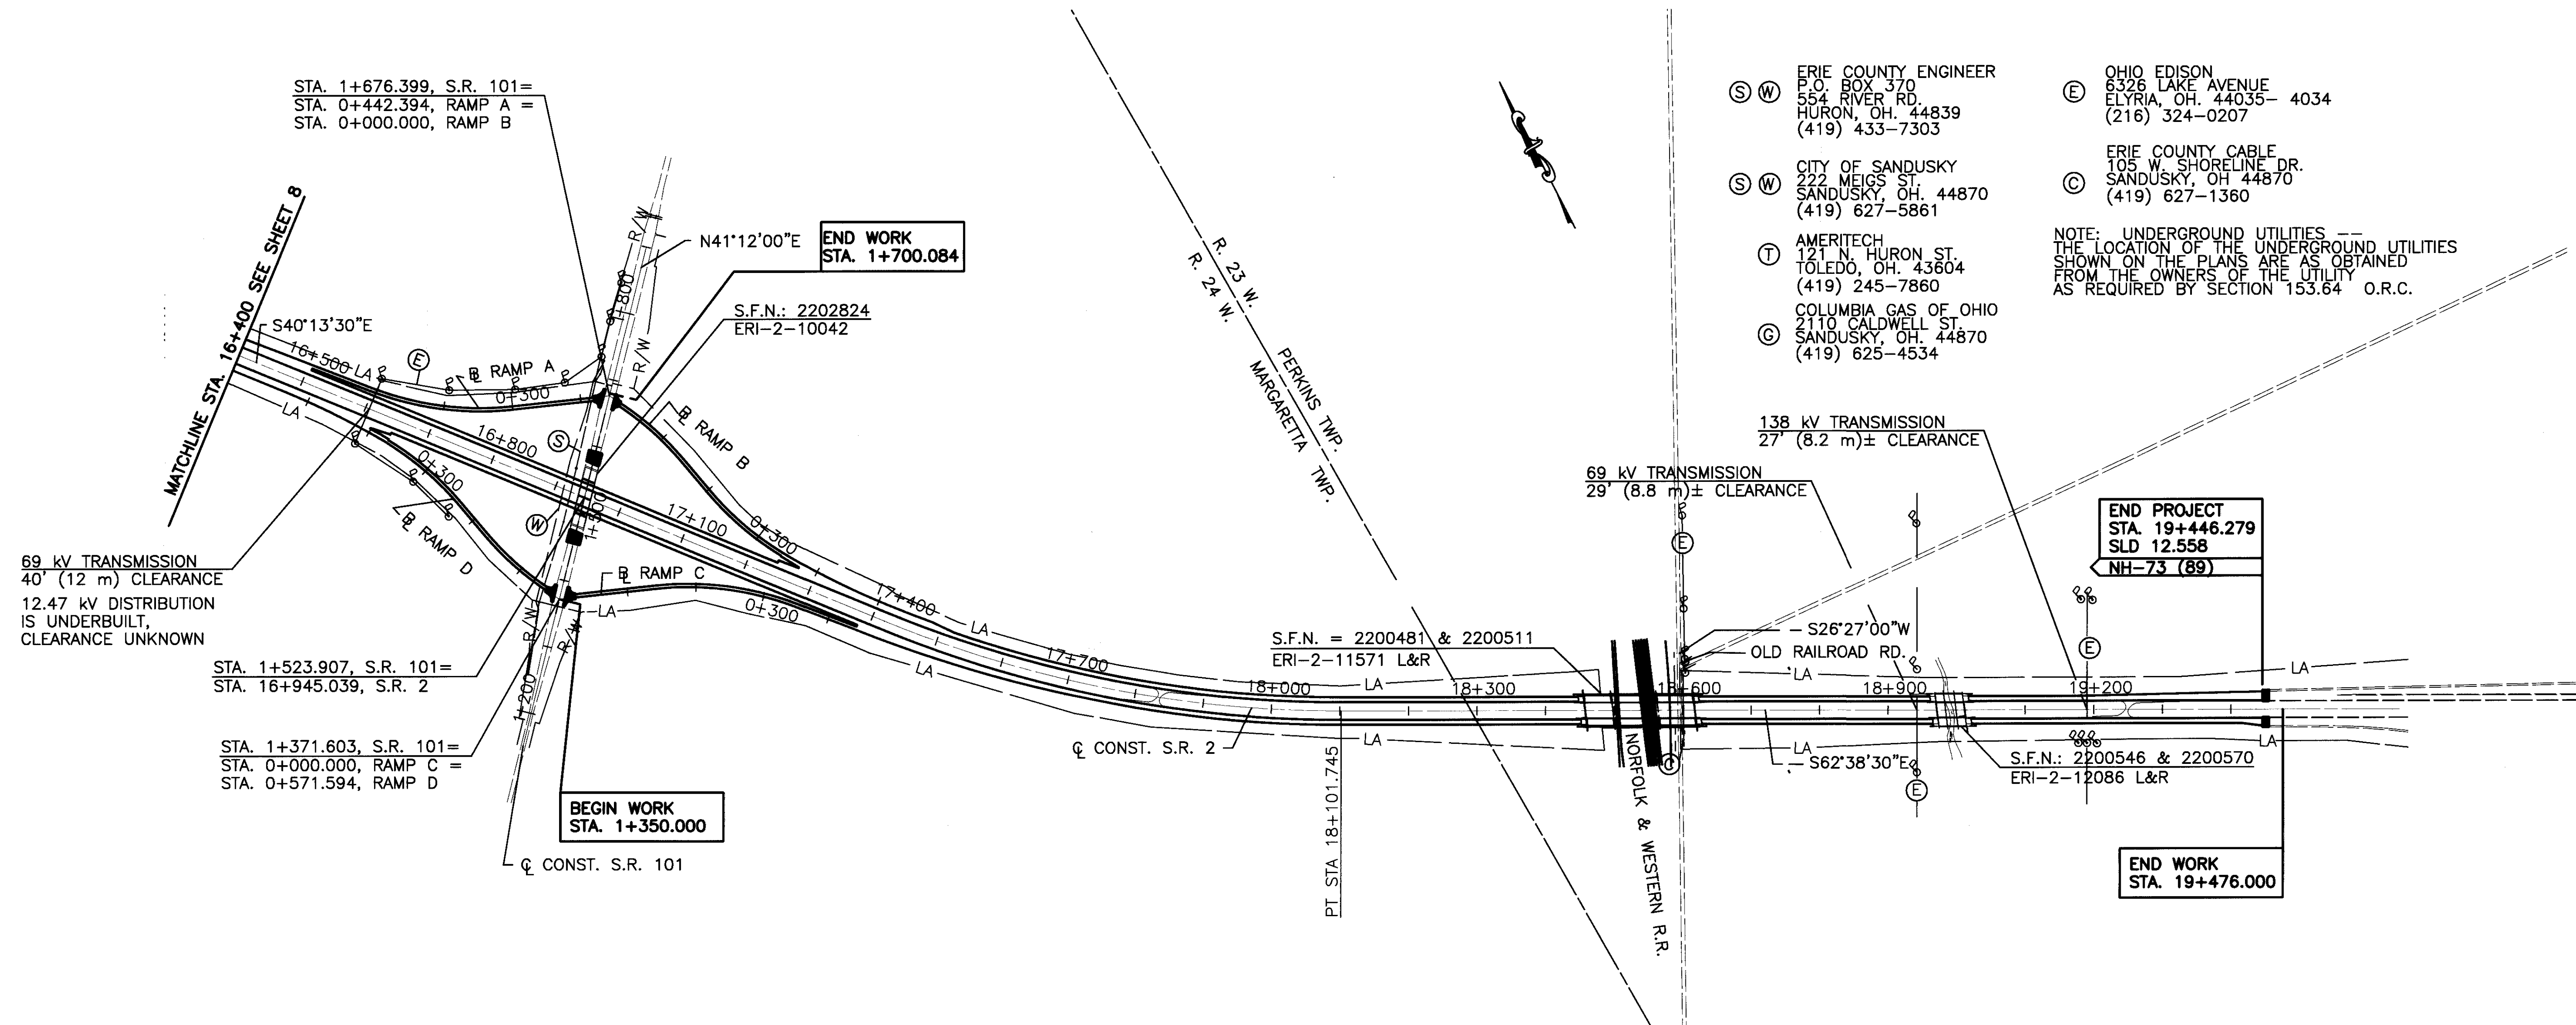 STA. 1+676.399, S.R. 101=
STA. 0+442.394, RAMP A =
STA. 0+000.000, RAMP B
MATCHLINE STA. 16+400 SEE SHEET 8
S40°13'30"E
16+500
LA
E
B RAMP A
0+300
R/W
N41°12'00"E
END WORK
STA. 1+700.084
1+800
R/W
S.F.N.: 2202824
ERI-2-10042
B RAMP B
S
16+800
0+300
LA
B RAMP D
W
1+500
17+100
0+300
69 kV TRANSMISSION
40' (12 m) CLEARANCE
12.47 kV DISTRIBUTION
IS UNDERBUILT,
CLEARANCE UNKNOWN
B RAMP C
LA
0+300
17+400
LA
R/W
R/W
STA. 1+523.907, S.R. 101=
STA. 16+945.039, S.R. 2
1+200
STA. 1+371.603, S.R. 101=
STA. 0+000.000, RAMP C =
STA. 0+571.594, RAMP D
BEGIN WORK
STA. 1+350.000
℄ CONST. S.R. 101
17+700
LA
℄ CONST. S.R. 2
18+000
LA
LA
PT STA 18+101.745
18+300
R. 23 W.
R. 24 W.
PERKINS TWP.
MARGARETTA TWP.
S.F.N. = 2200481 & 2200511
ERI-2-11571 L&R
NORFOLK & WESTERN R.R.
C
18+600
E
S26°27'00"W
OLD RAILROAD RD.
LA
LA
S62°38'30"E
69 kV TRANSMISSION
29' (8.8 m)± CLEARANCE
138 kV TRANSMISSION
27' (8.2 m)± CLEARANCE
18+900
E
E
19+200
LA
LA
S.F.N.: 2200546 & 2200570
ERI-2-12086 L&R
END PROJECT
STA. 19+446.279
SLD 12.558
NH-73 (89)
END WORK
STA. 19+476.000
S W
ERIE COUNTY ENGINEER
P.O. BOX 370
554 RIVER RD.
HURON, OH. 44839
(419) 433-7303
S W
CITY OF SANDUSKY
222 MEIGS ST.
SANDUSKY, OH. 44870
(419) 627-5861
T
AMERITECH
121 N. HURON ST.
TOLEDO, OH. 43604
(419) 245-7860
G
COLUMBIA GAS OF OHIO
2110 CALDWELL ST.
SANDUSKY, OH. 44870
(419) 625-4534
E
OHIO EDISON
6326 LAKE AVENUE
ELYRIA, OH. 44035- 4034
(216) 324-0207
C
ERIE COUNTY CABLE
105 W. SHORELINE DR.
SANDUSKY, OH 44870
(419) 627-1360
NOTE: UNDERGROUND UTILITIES --
THE LOCATION OF THE UNDERGROUND UTILITIES
SHOWN ON THE PLANS ARE AS OBTAINED
FROM THE OWNERS OF THE UTILITY
AS REQUIRED BY SECTION 153.64 O.R.C.